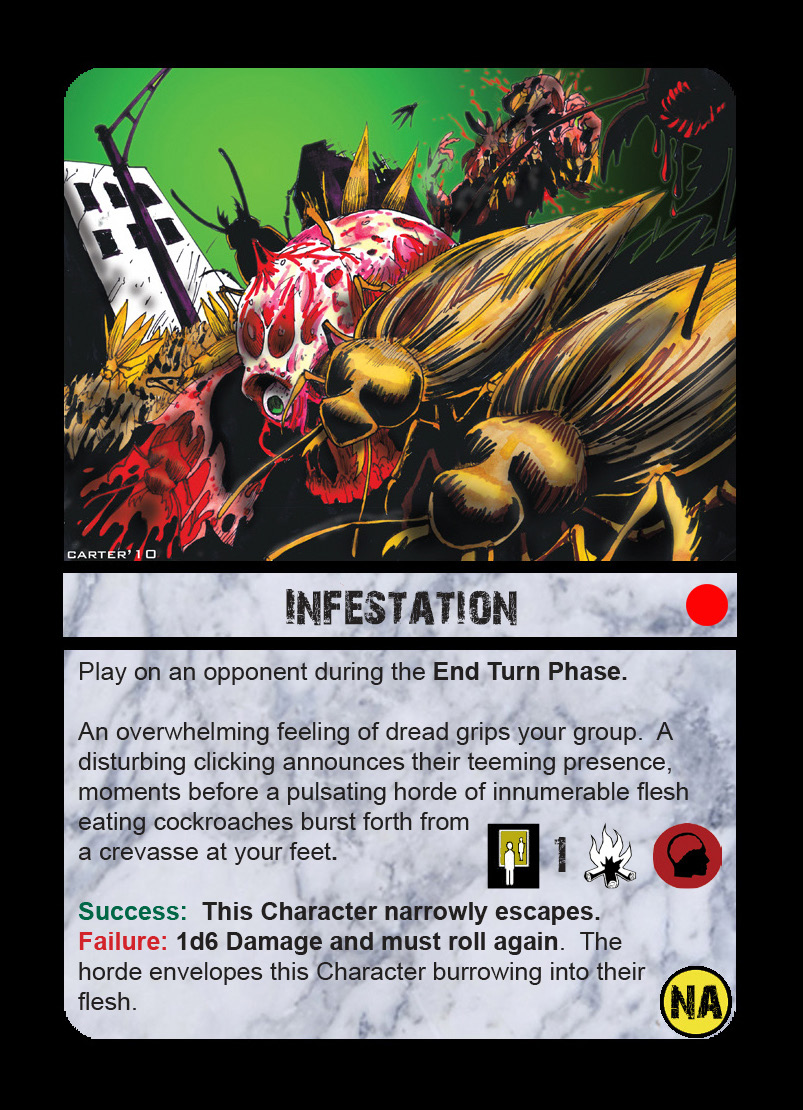 CARTER'10
INFESTATION
Play on an opponent during the End Turn Phase.
An overwhelming feeling of dread grips your group. A
disturbing clicking announces their teeming presence,
moments before a pulsating horde of innumerable flesh
eating cockroaches burst forth from
a crevasse at your feet.
1
Success: This Character narrowly escapes.
Failure: 1d6 Damage and must roll again. The
horde envelopes this Character burrowing into their
flesh.
NA